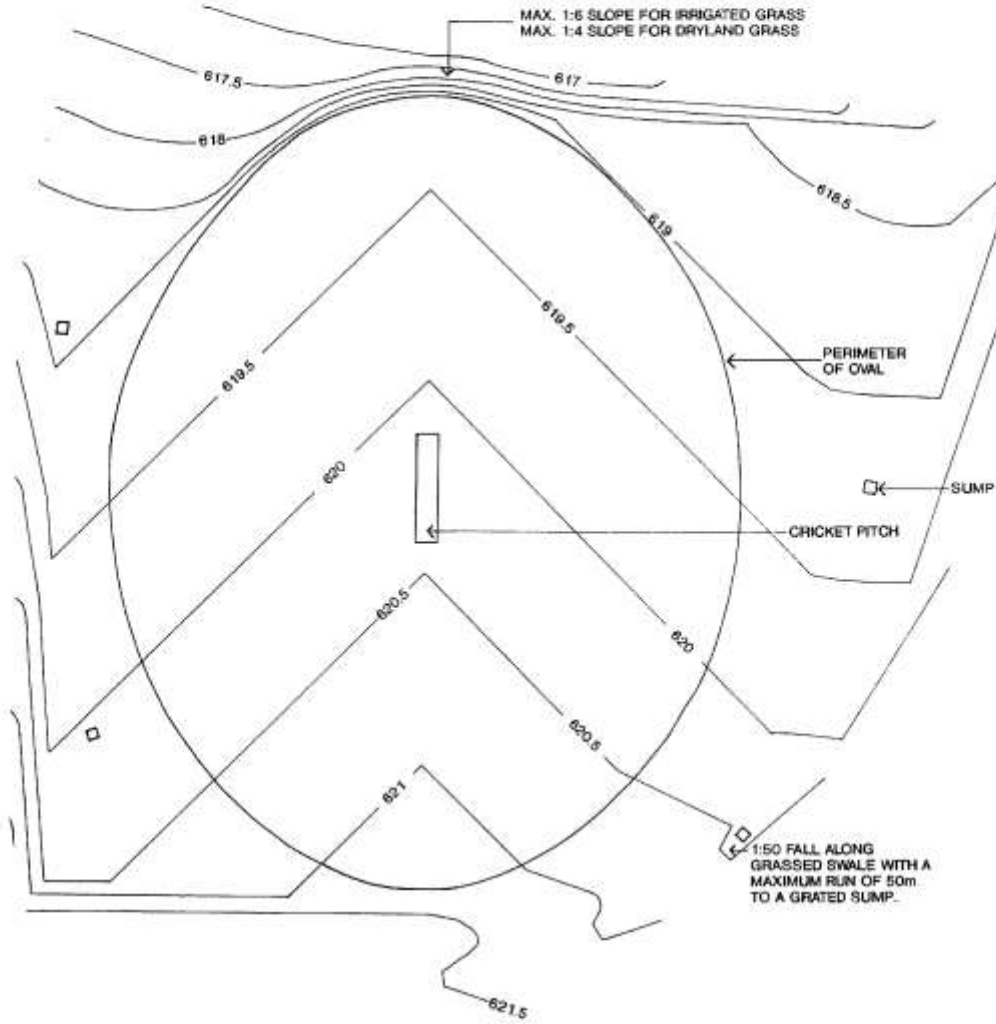 MAX. 1:6 SLOPE FOR IRRIGATED GRASS
MAX. 1:4 SLOPE FOR DRYLAND GRASS
617
617.5
618
618.5
619
619.5
619.5
PERIMETER
OF OVAL
620
SUMP
CRICKET PITCH
620.5
620
620.5
621
1:50 FALL ALONG
GRASSED SWALE WITH A
MAXIMUM RUN OF 50m
TO A GRATED SUMP.
621.5